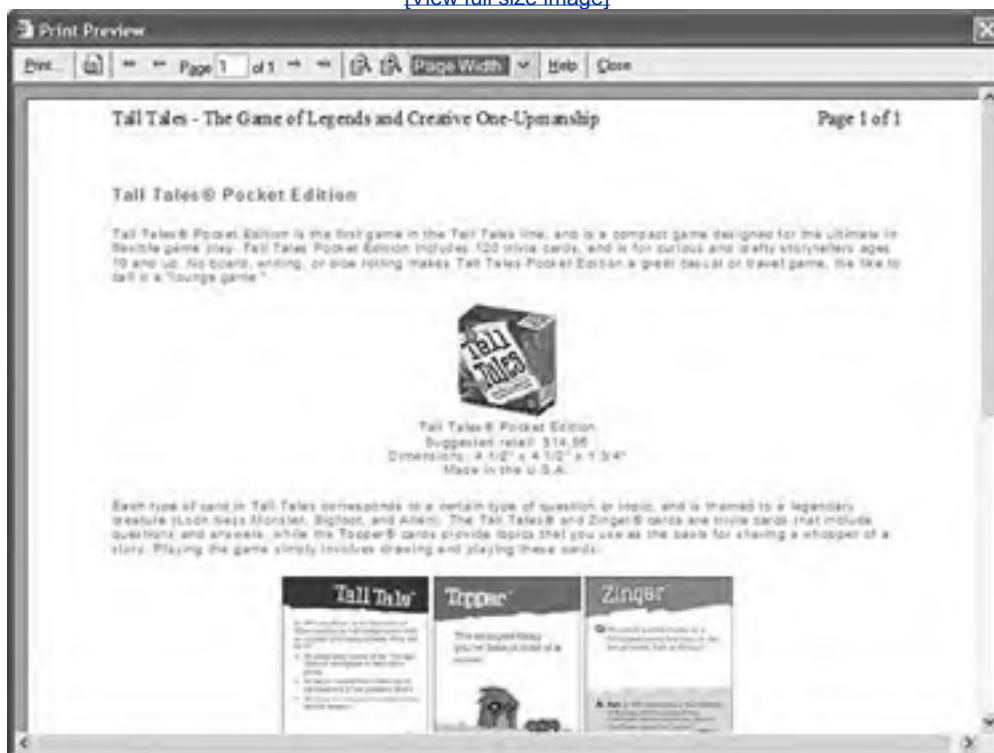 [View full size image]
Print Preview
Print... Page 1 of 1 Page Width Help Close
Tall Tales - The Game of Legends and Creative One-Upmanship Page 1 of 1
Tall Tales® Pocket Edition
Tall Tales® Pocket Edition is the first game in the Tall Tales line, and is a compact game designed for the ultimate in
flexible game play. Tall Tales Pocket Edition includes 120 trivia cards, and is for curious and crafty storytellers ages
10 and up. No board, writing, or dice rolling makes Tall Tales Pocket Edition a great casual or travel game. We like to
call it a "lounge game."
Tall Tales
Tall Tales® Pocket Edition
Suggested retail: $14.95
Dimensions: 4 1/2" x 4 1/2" x 1 3/4"
Made in the U.S.A.
Each type of card in Tall Tales corresponds to a certain type of question or topic, and is themed to a legendary
creature (Loch Ness Monster, Bigfoot, and Alien). The Tall Tales® and Zinger® cards are trivia cards that include
questions and answers, while the Topper® cards provide topics that you use as the basis for sharing a whopper of a
story. Playing the game simply involves drawing and playing these cards.
Tall Tale Topper Zinger
The strangest thing
you've